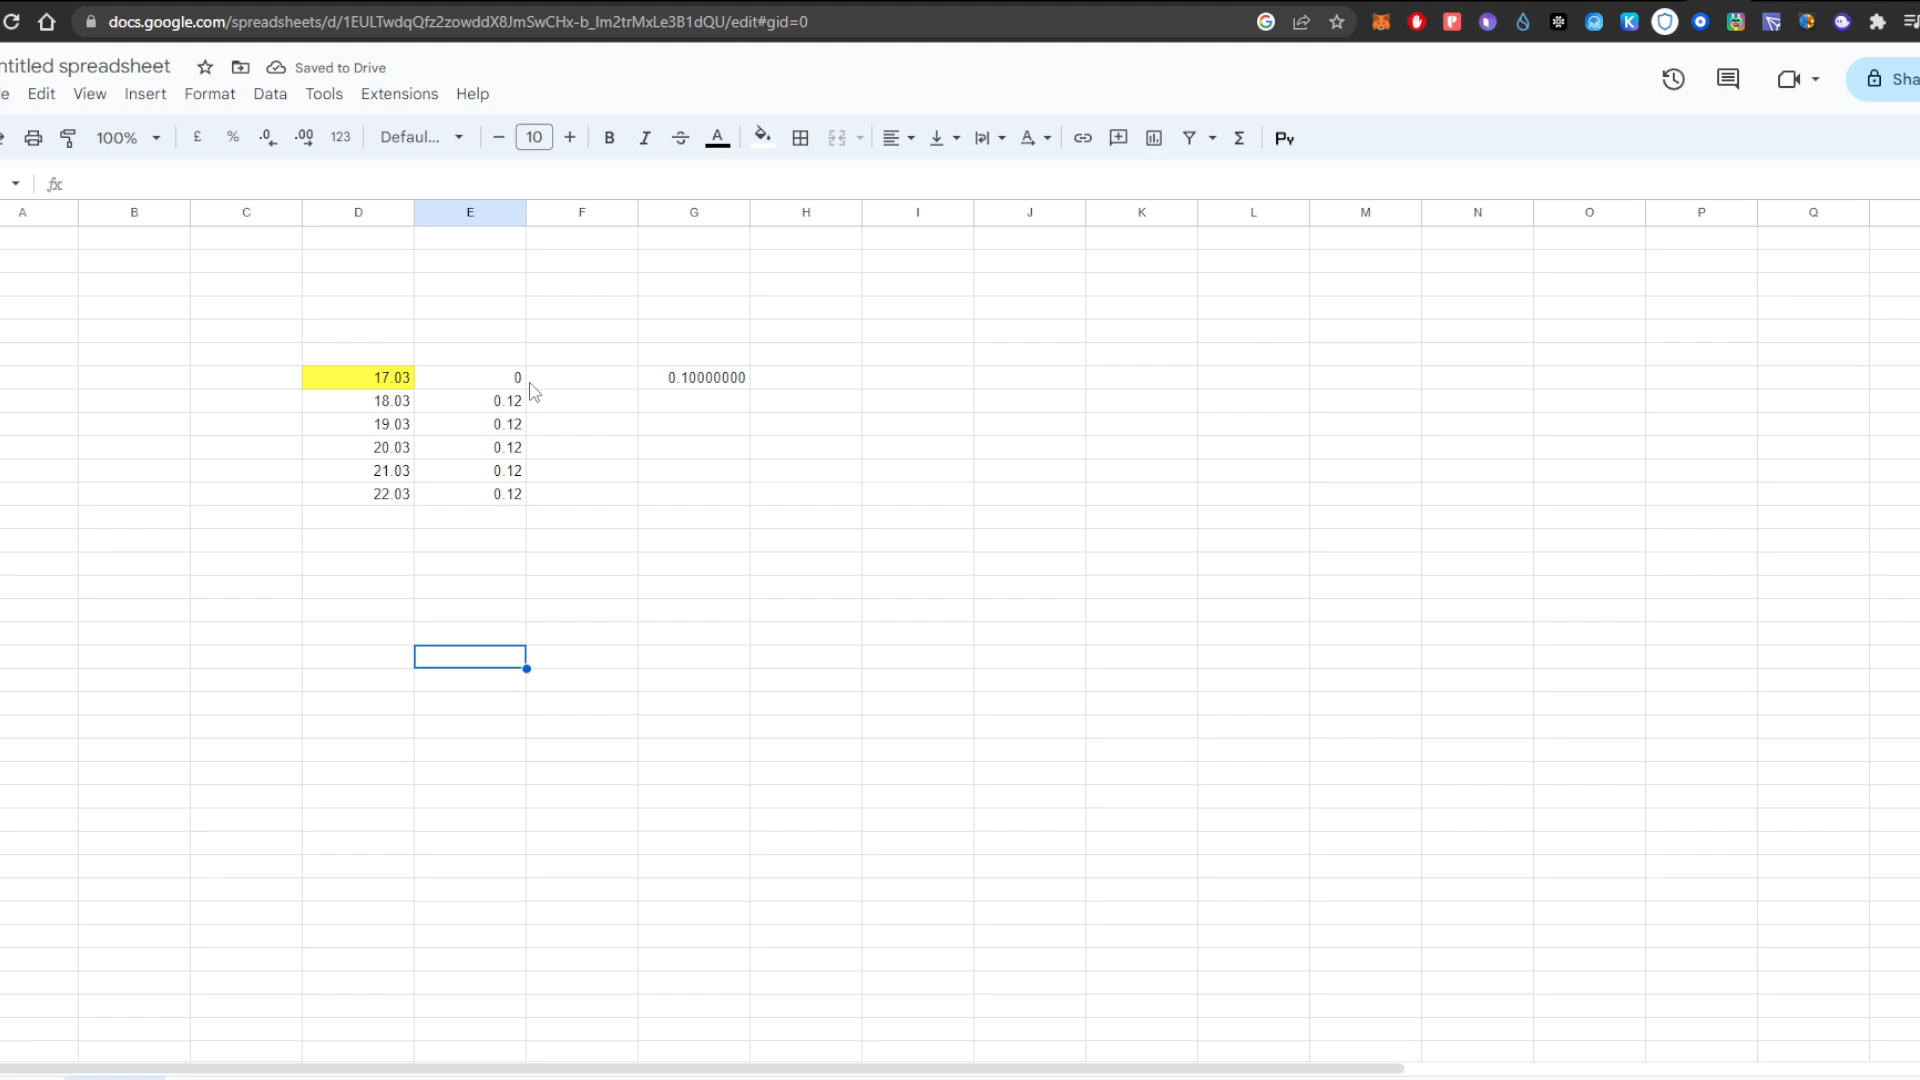 docs.google.com/spreadsheets/d/1EULTwdqQfz2zowddX8JmSwCHx-b_Im2trMxLe3B1dQU/edit#gid=0
ntitled spreadsheet Saved to Drive
e Edit View Insert Format Data Tools Extensions Help
Sha
100% £ % .0 .00 123 Defaul... 10 B I A Σ Py
fx
A B C D E F G H I J K L M N O P Q
17.03 0 0.10000000
18.03 0.12
19.03 0.12
20.03 0.12
21.03 0.12
22.03 0.12